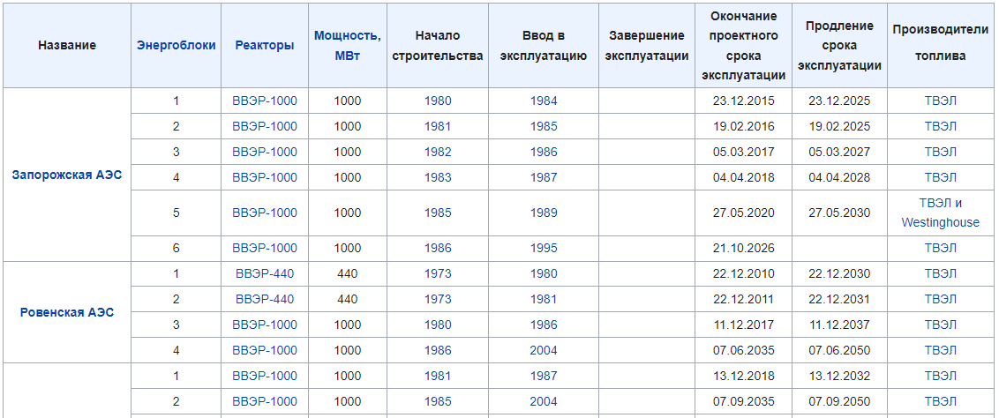 Название Энергоблоки Реакторы Мощность, МВт Начало строительства Ввод в эксплуатацию Завершение эксплуатации Окончание проектного срока эксплуатации Продление срока эксплуатации Производители топлива
Запоржская АЭС
1 ВВЭР-1000 1000 1980 1984 23.12.2015 23.12.2025 ТВЭЛ
2 ВВЭР-1000 1000 1981 1985 19.02.2016 19.02.2025 ТВЭЛ
3 ВВЭР-1000 1000 1982 1986 05.03.2017 05.03.2027 ТВЭЛ
4 ВВЭР-1000 1000 1983 1987 04.04.2018 04.04.2028 ТВЭЛ
5 ВВЭР-1000 1000 1985 1989 27.05.2020 27.05.2030 ТВЭЛ и Westinghouse
6 ВВЭР-1000 1000 1986 1995 21.10.2026 ТВЭЛ
Ровенская АЭС
1 ВВЭР-440 440 1973 1980 22.12.2010 22.12.2030 ТВЭЛ
2 ВВЭР-440 440 1973 1981 22.12.2011 22.12.2031 ТВЭЛ
3 ВВЭР-1000 1000 1980 1986 11.12.2017 11.12.2037 ТВЭЛ
4 ВВЭР-1000 1000 1986 2004 07.06.2035 07.06.2050 ТВЭЛ
1 ВВЭР-1000 1000 1981 1987 13.12.2018 13.12.2032 ТВЭЛ
2 ВВЭР-1000 1000 1985 2004 07.09.2035 07.09.2050 ТВЭЛ